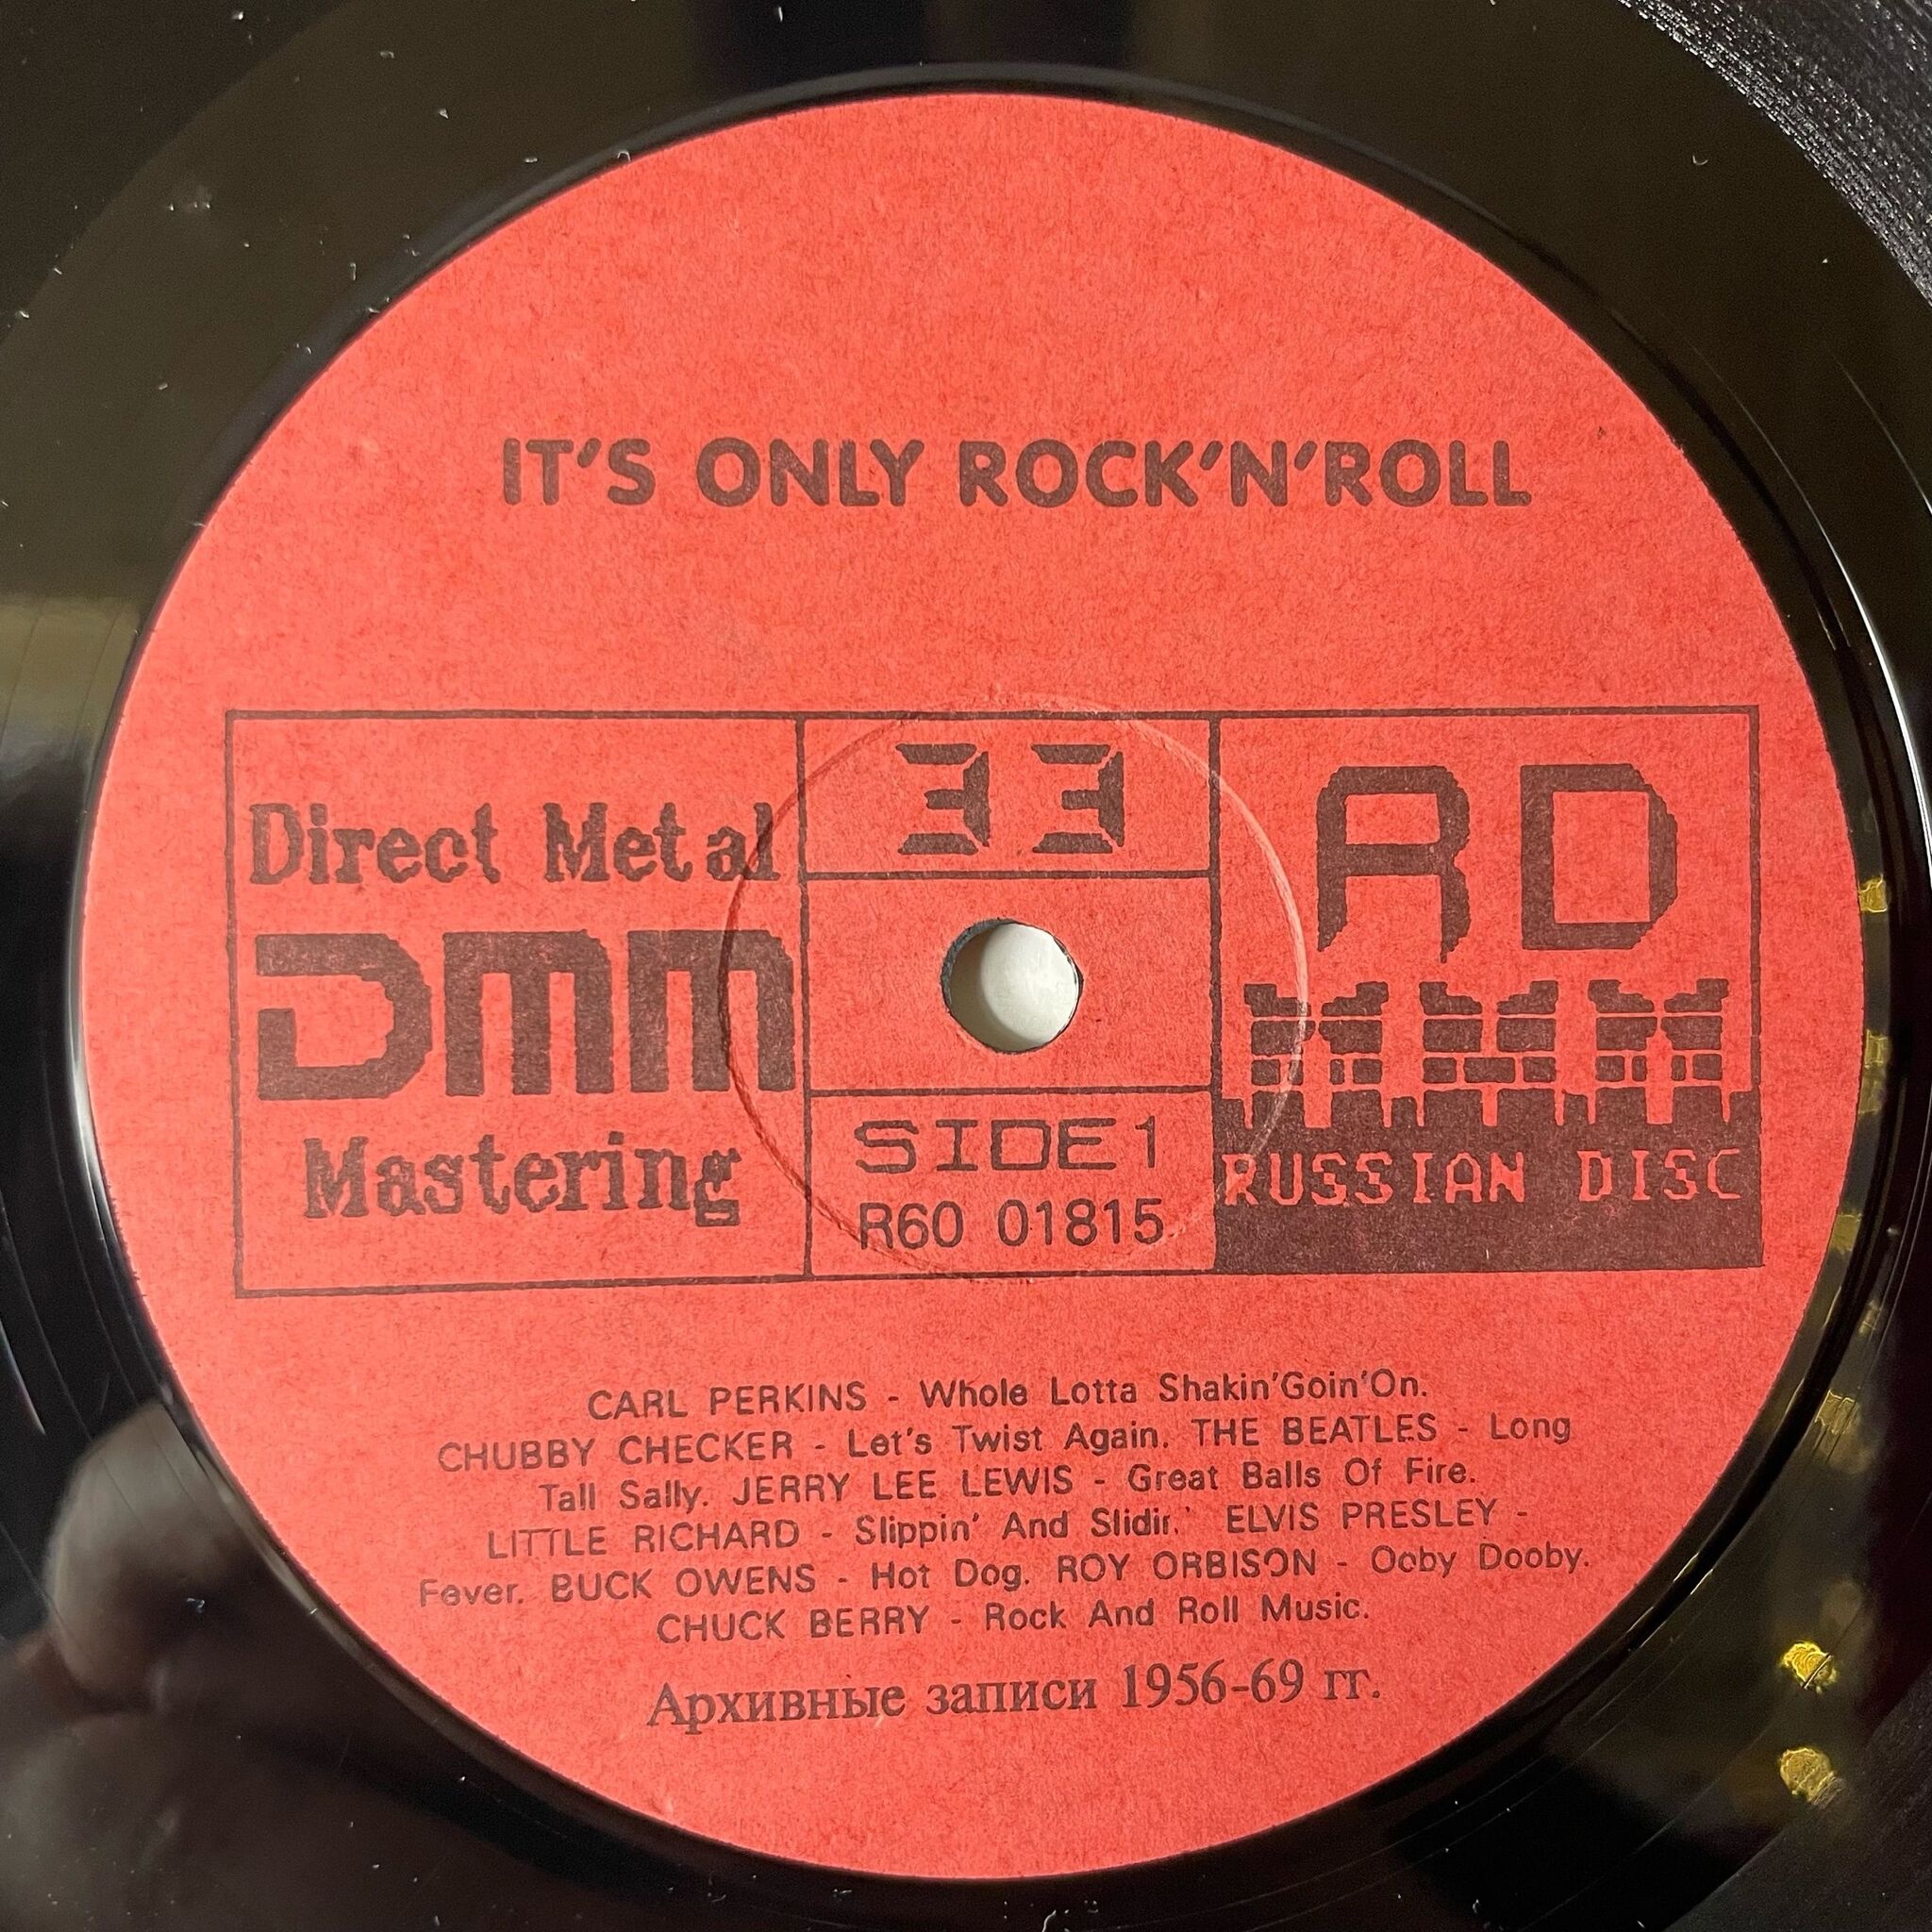 IT'S ONLY ROCK'N'ROLL
Direct Metal
DMM
Mastering
33
SIDE 1
R60 01815
RD
RUSSIAN DISC
CARL PERKINS - Whole Lotta Shakin'Goin'On.
CHUBBY CHECKER - Let's Twist Again. THE BEATLES - Long
Tall Sally. JERRY LEE LEWIS - Great Balls Of Fire.
LITTLE RICHARD - Slippin' And Slidin.' ELVIS PRESLEY -
Fever. BUCK OWENS - Hot Dog. ROY ORBISON - Ooby Dooby.
CHUCK BERRY - Rock And Roll Music.
Архивные записи 1956-69 гг.